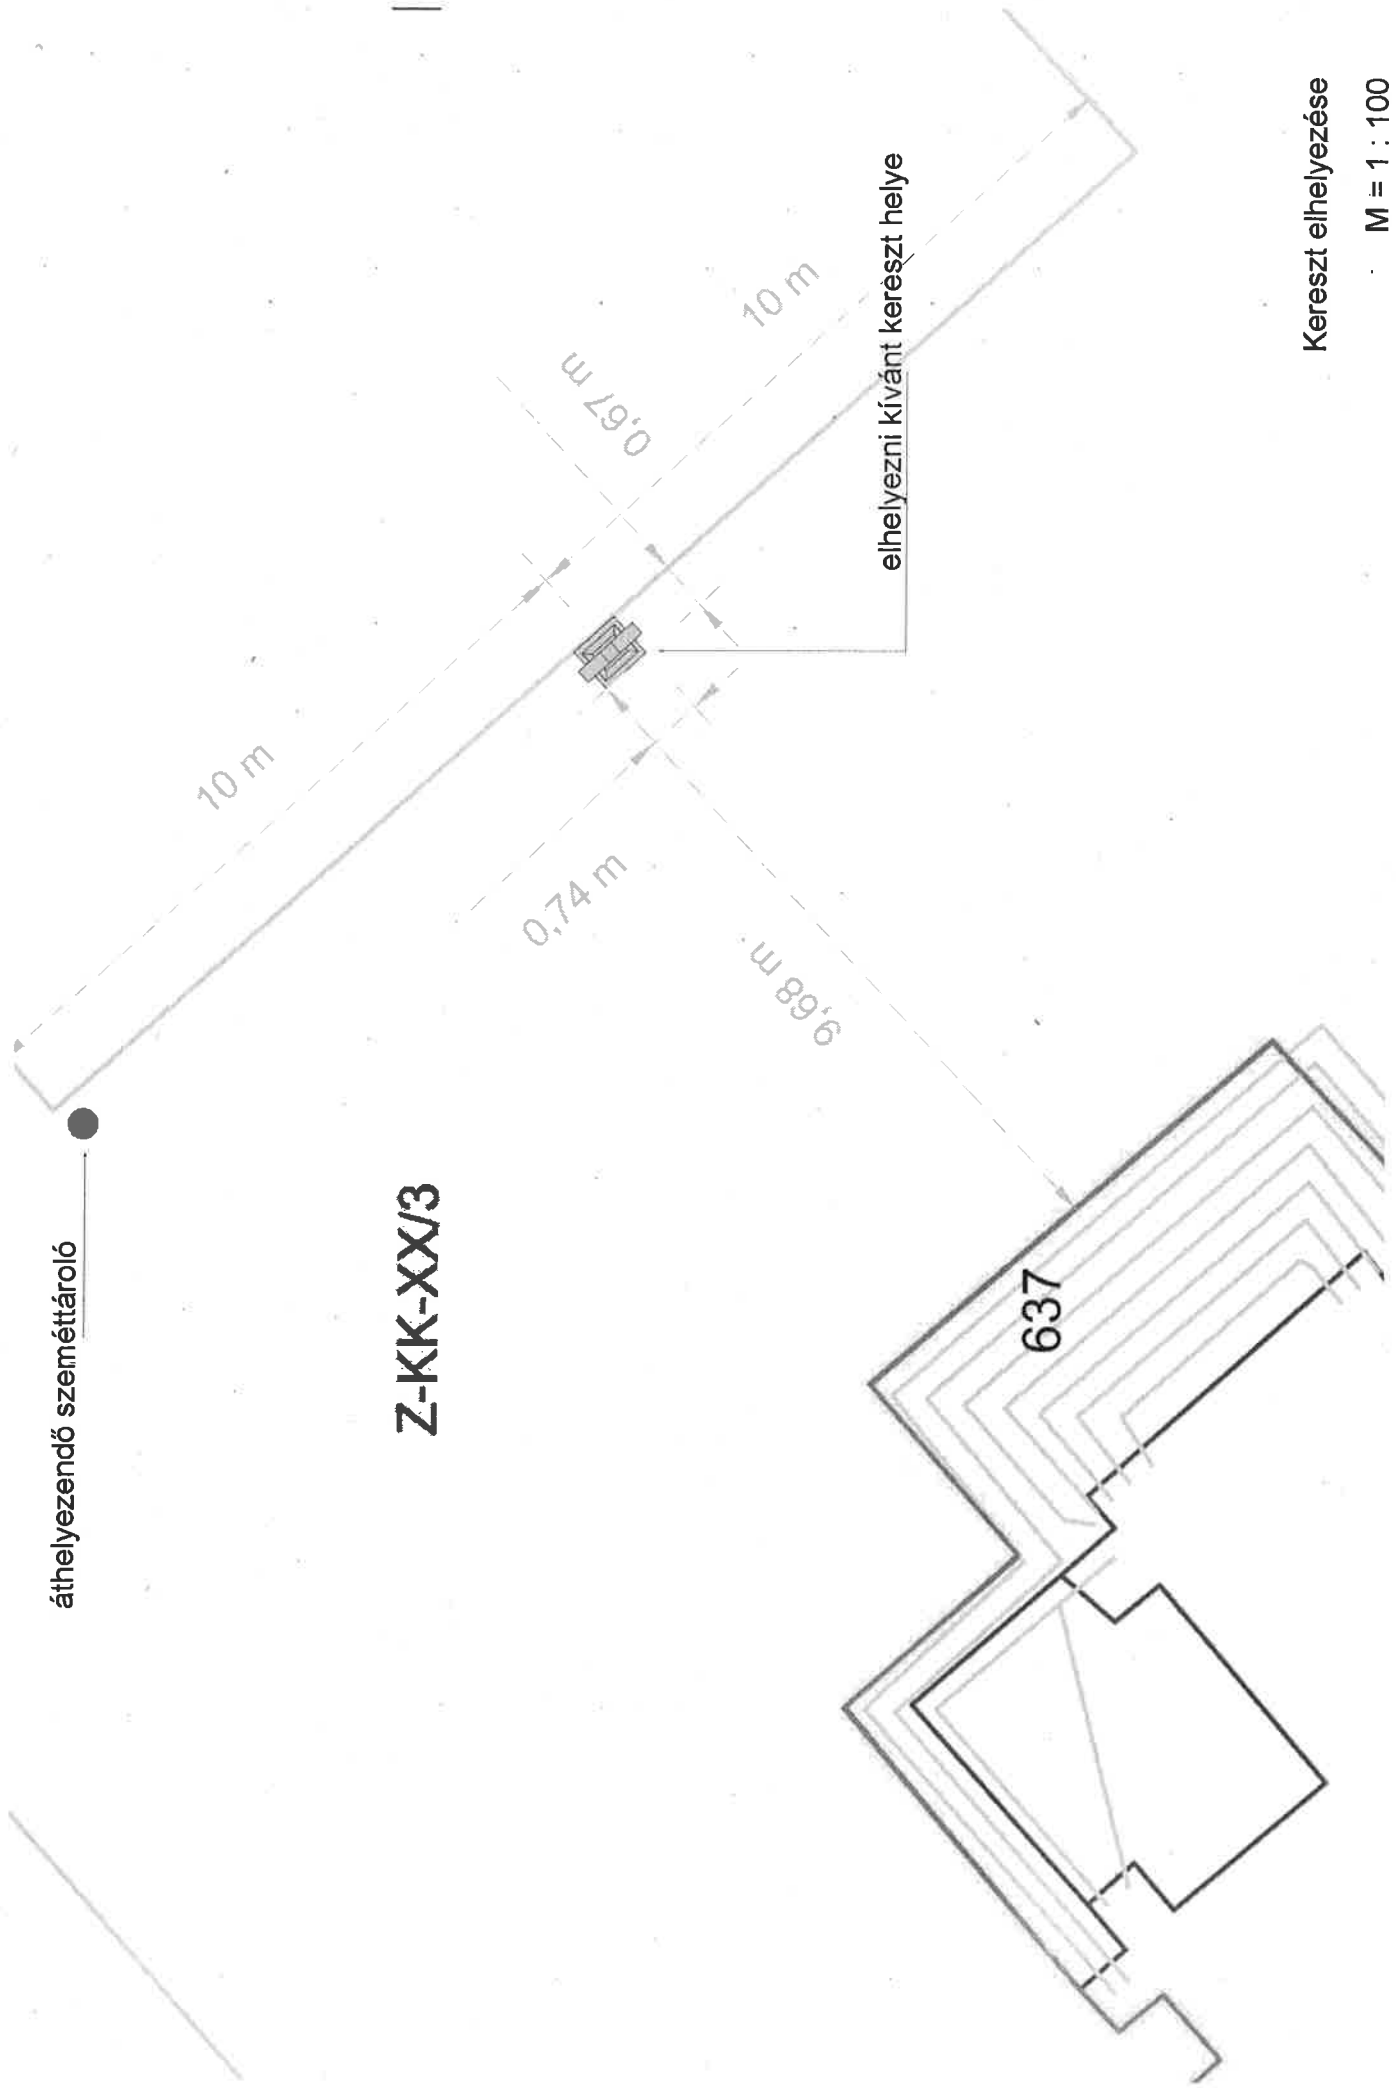 áthelyezendő szeméttároló
Z-KK-XX/3
10 m
0,67 m
10 m
0,74 m
9,68 m
elhelyezni kívánt kereszt helye
637
Kereszt elhelyezése
M = 1 : 100